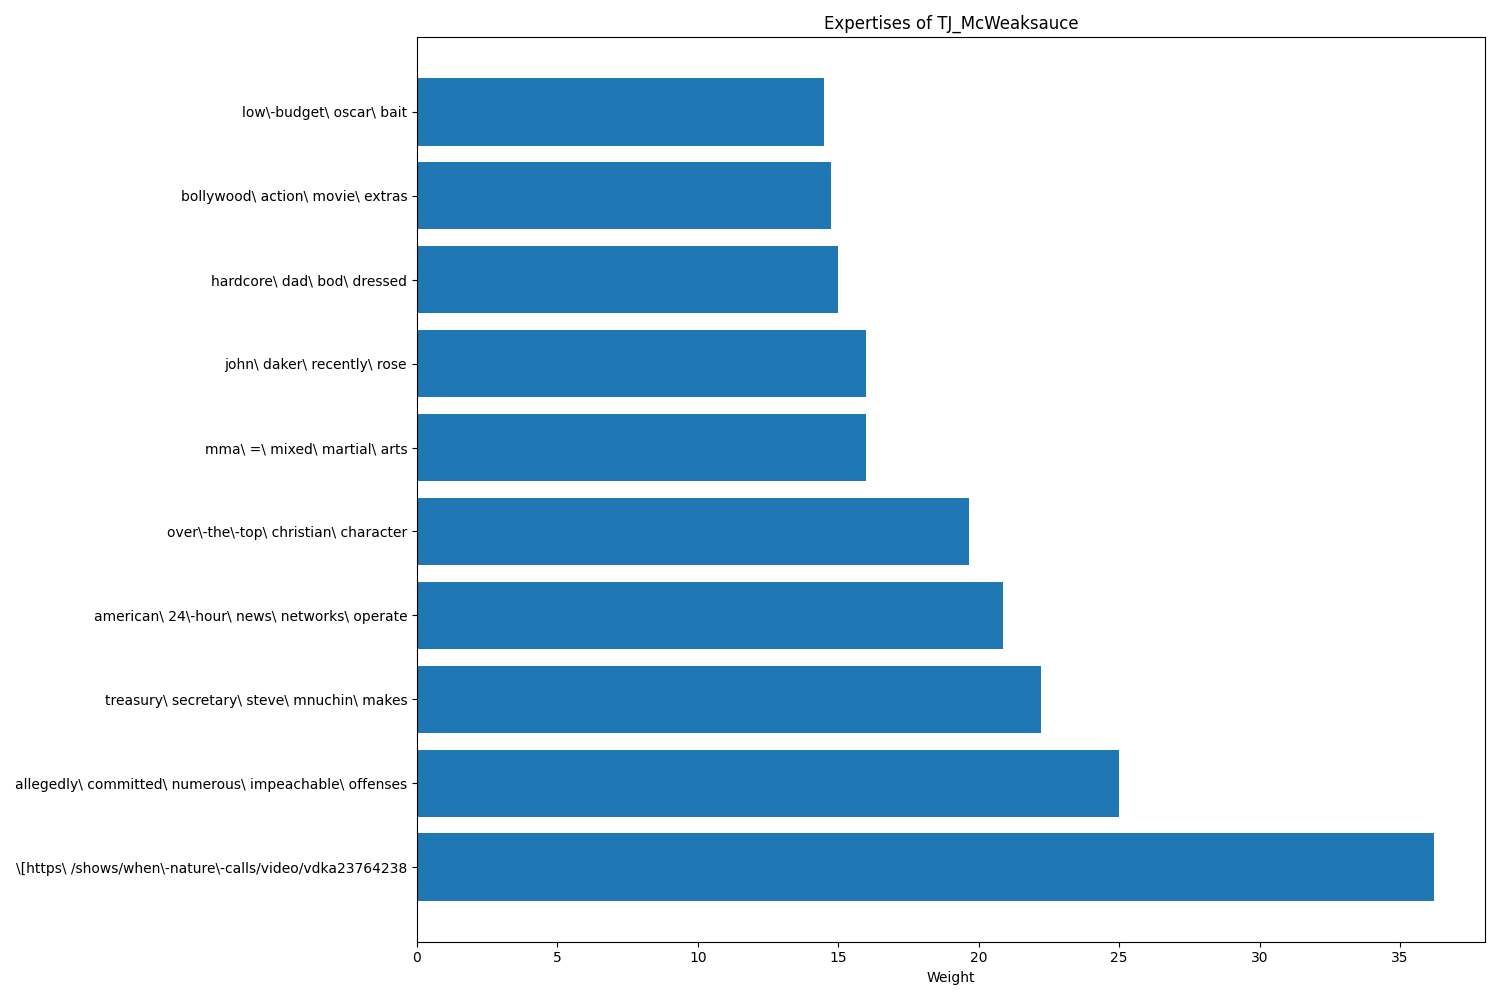 Expertises of TJ_McWeaksauce
low\-budget\ oscar\ bait
bollywood\ action\ movie\ extras
hardcore\ dad\ bod\ dressed
john\ daker\ recently\ rose
mma\ =\ mixed\ martial\ arts
over\-the\-top\ christian\ character
american\ 24\-hour\ news\ networks\ operate
treasury\ secretary\ steve\ mnuchin\ makes
allegedly\ committed\ numerous\ impeachable\ offenses
\[https\ /shows/when\-nature\-calls/video/vdka23764238
0 5 10 15 20 25 30 35
Weight